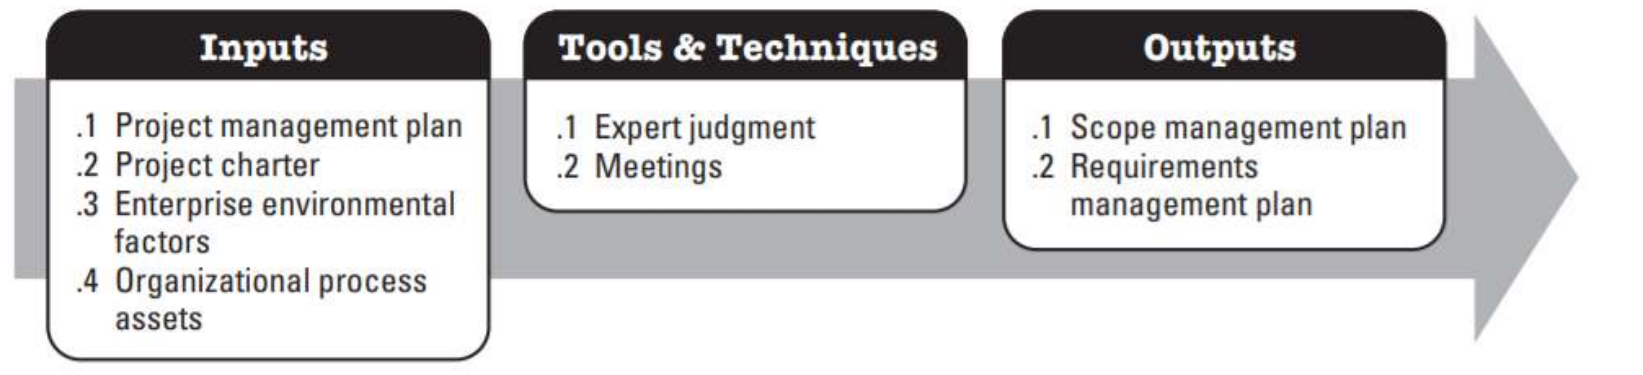 Inputs
.1 Project management plan
.2 Project charter
.3 Enterprise environmental
factors
.4 Organizational process
assets
Tools & Techniques
.1 Expert judgment
.2 Meetings
Outputs
.1 Scope management plan
.2 Requirements
management plan